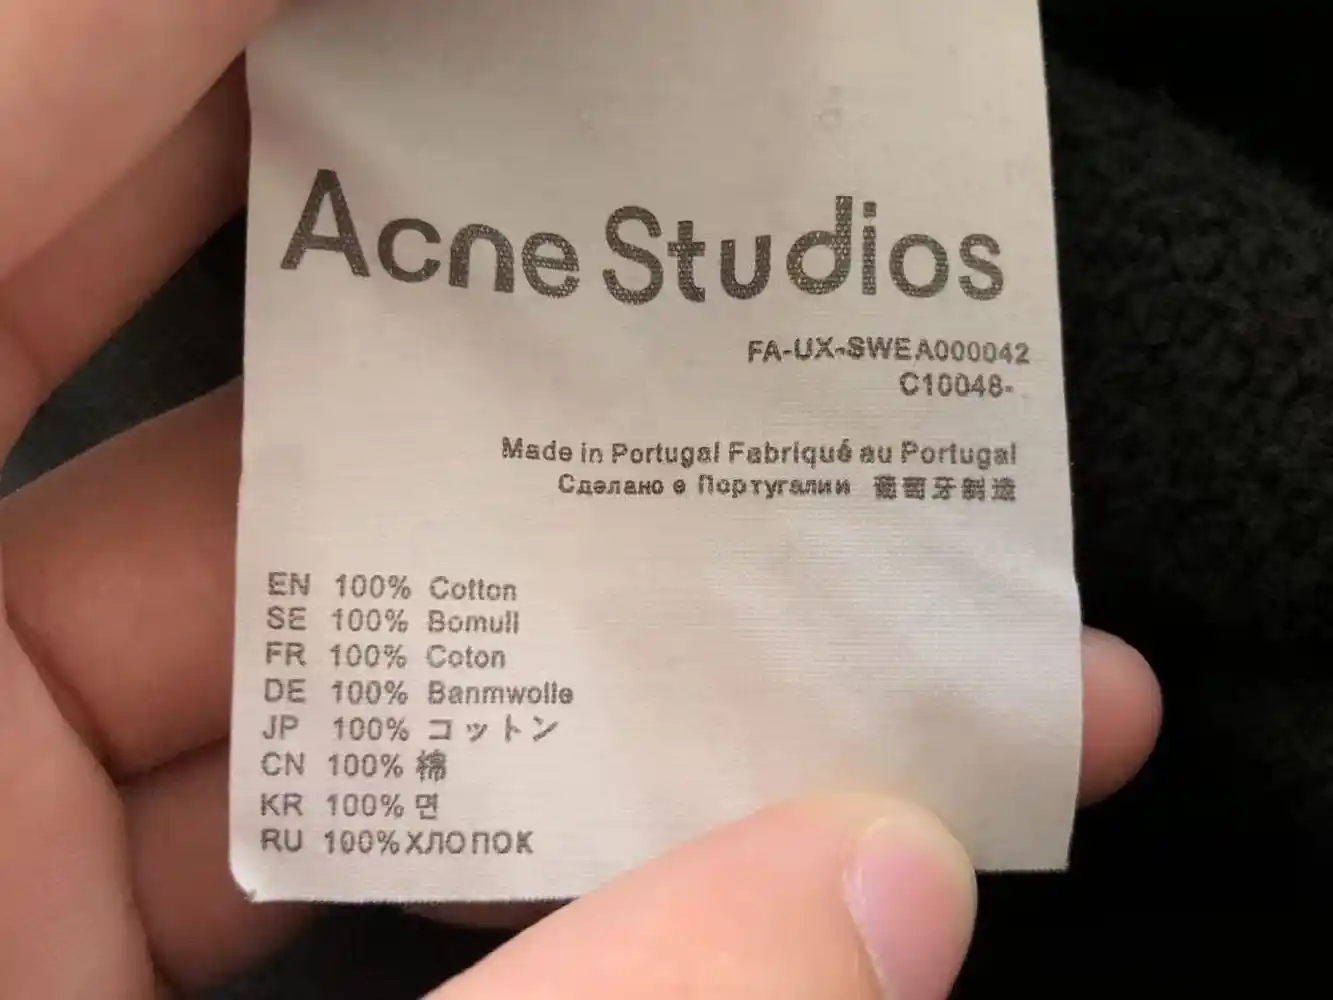 Acne Studios
FA-UX-SWEA000042
C10048-
Made in Portugal Fabriqué au Portugal
Сделано в Португалии 葡萄牙制造
EN 100% Cotton
SE 100% Bomull
FR 100% Coton
DE 100% Banmwolle
JP 100% コットン
CN 100% 棉
KR 100% 면
RU 100% ХЛОПОК